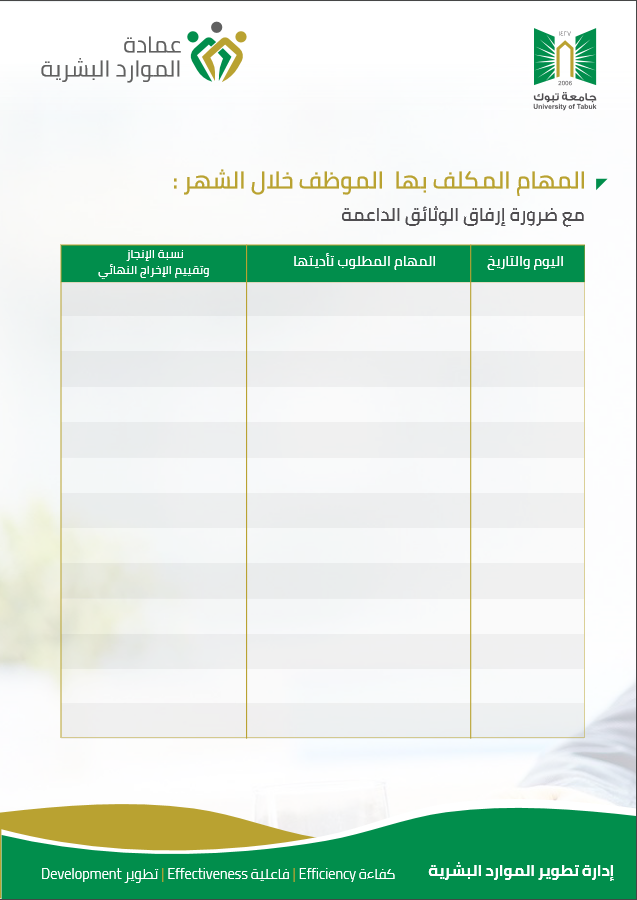 عمادة
الموارد البشرية
١٤٢٧
2006
جامعة تبوك
University of Tabuk
المهام المكلف بها الموظف خلال الشهر :
مع ضرورة إرفاق الوثائق الداعمة
اليوم والتاريخ
المهام المطلوب تأديتها
نسبة الإنجاز
وتقييم الإخراج النهائي
إدارة تطوير الموارد البشرية
كفاءة Efficiency | فاعلية Effectiveness | تطوير Development